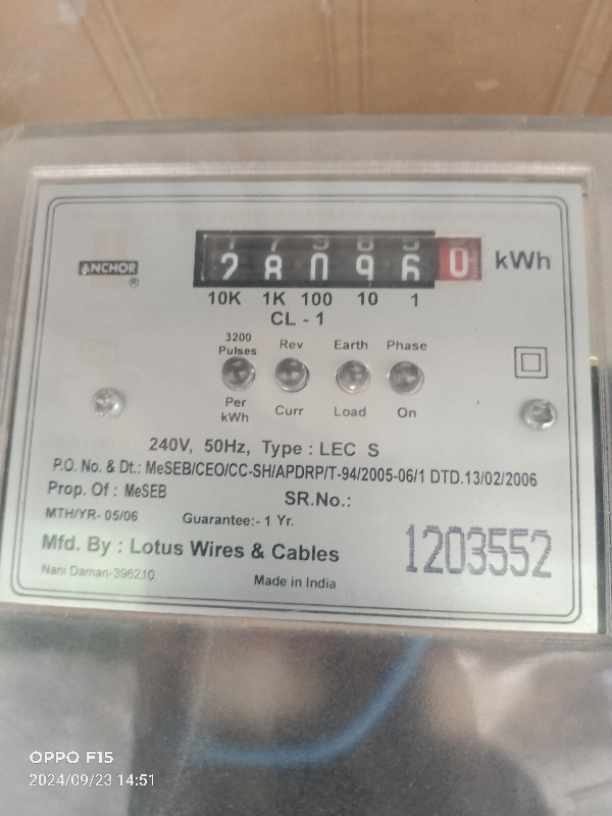 ANCHOR
®
28096 0 kWh
10K 1K 100 10 1
CL - 1
3200 Pulses Per kWh
Rev Curr
Earth Load
Phase On
240V, 50Hz, Type : LEC S
P.O. No. & Dt.: MeSEB/CEO/CC-SH/APDRP/T-94/2005-06/1 DTD.13/02/2006
Prop. Of : MeSEB
SR.No.:
MTH/YR- 05/06
Guarantee:- 1 Yr.
1203552
Mfd. By : Lotus Wires & Cables
Nani Daman-396210
Made in India
OPPO F15
2024/09/23 14:51